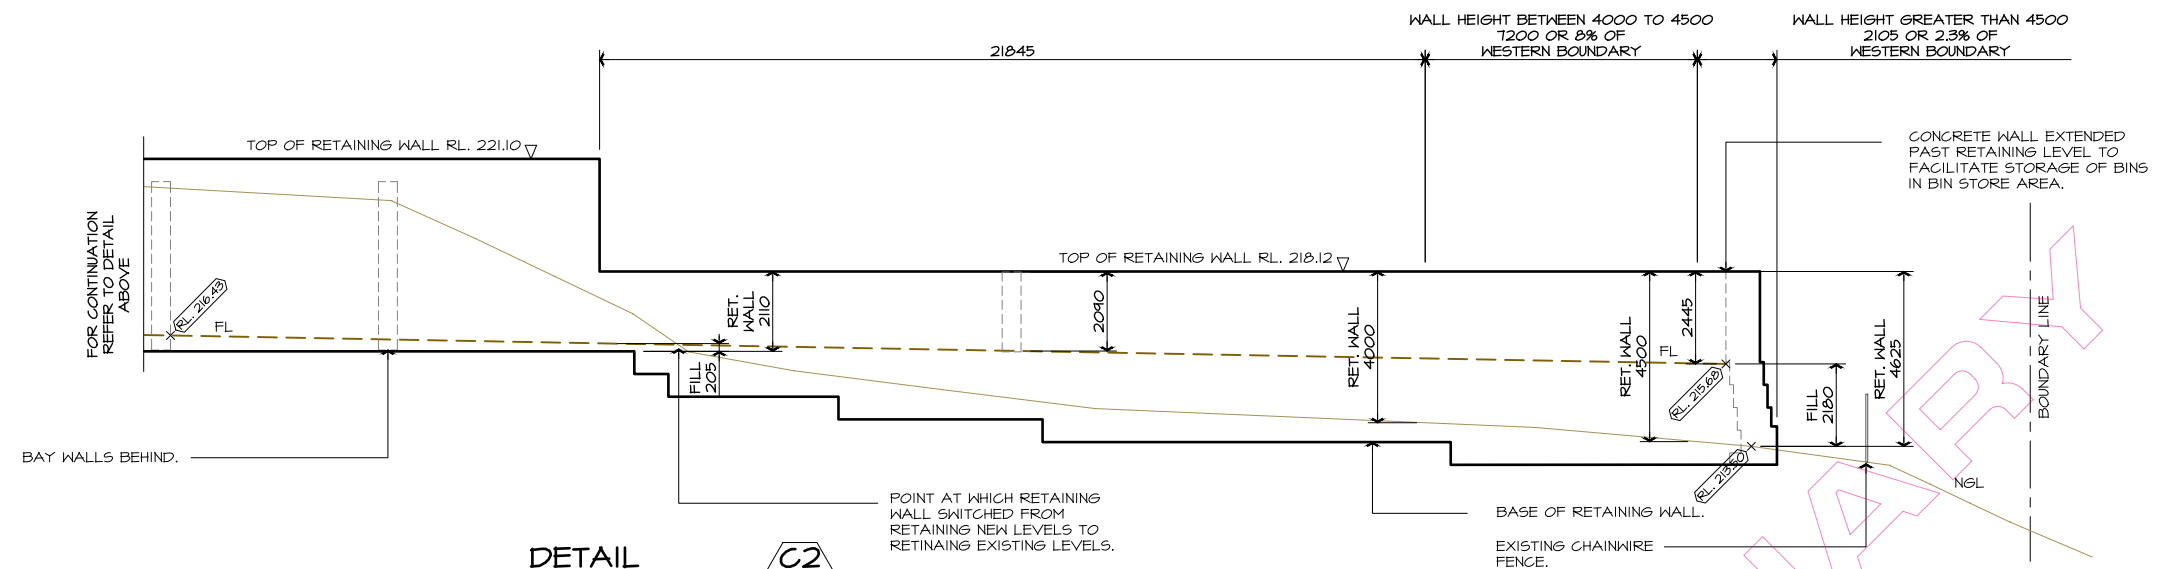 WALL HEIGHT BETWEEN 4000 TO 4500
7200 OR 8% OF
WESTERN BOUNDARY
WALL HEIGHT GREATER THAN 4500
2105 OR 2.3% OF
WESTERN BOUNDARY
21845
TOP OF RETAINING WALL RL. 221.10
CONCRETE WALL EXTENDED
PAST RETAINING LEVEL TO
FACILITATE STORAGE OF BINS
IN BIN STORE AREA.
FOR CONTINUATION
REFER TO DETAIL
ABOVE
RL. 216.43
FL
TOP OF RETAINING WALL RL. 218.12
RET.
WALL
2110
2090
RET. WALL
4000
RET. WALL
4500
2445
FL
RET. WALL
4625
BOUNDARY LINE
FILL
205
RL. 215.68
FILL
2180
BAY WALLS BEHIND.
RL. 213.50
NGL
POINT AT WHICH RETAINING
WALL SWITCHED FROM
RETAINING NEW LEVELS TO
RETINAING EXISTING LEVELS.
BASE OF RETAINING WALL.
EXISTING CHAINWIRE
FENCE.
DETAIL
C2
ARY